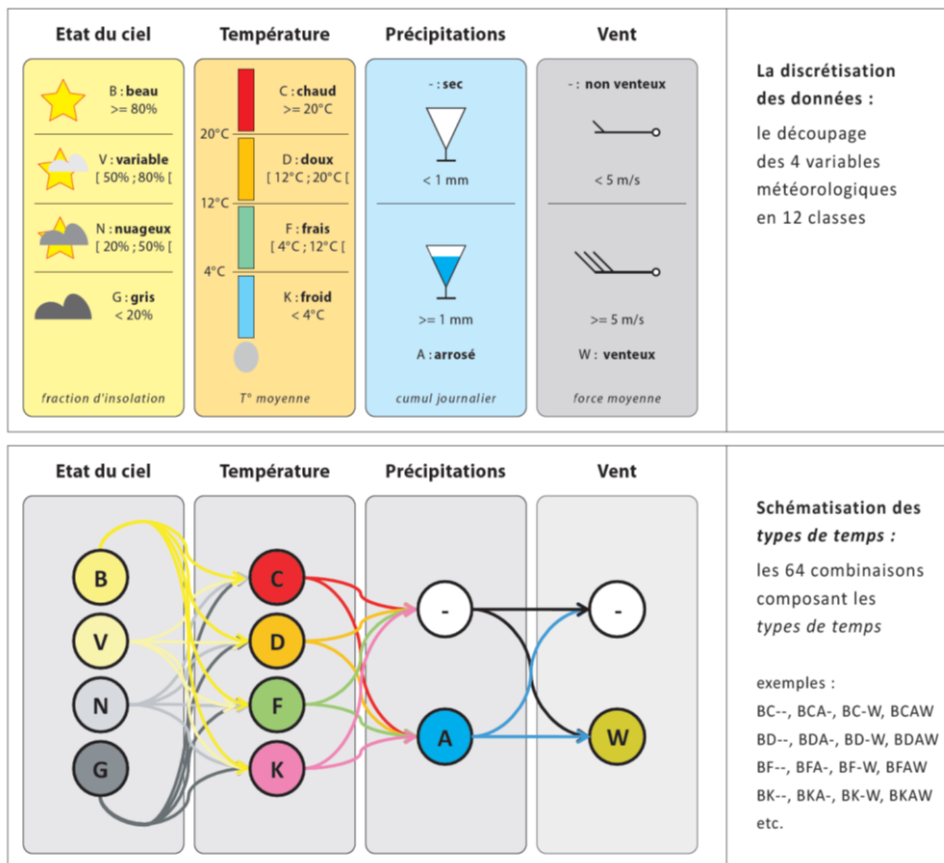 Etat du ciel
B : beau
>= 80%
V : variable
[ 50% ; 80% [
N : nuageux
[ 20% ; 50% [
G : gris
< 20%
fraction d'insolation
Température
C : chaud
>= 20°C
20°C
D : doux
[ 12°C ; 20°C [
12°C
F : frais
[ 4°C ; 12°C [
4°C
K : froid
< 4°C
T° moyenne
Précipitations
- : sec
< 1 mm
>= 1 mm
A : arrosé
cumul journalier
Vent
- : non venteux
< 5 m/s
>= 5 m/s
W : venteux
force moyenne
La discrétisation
des données :
le découpage
des 4 variables
météorologiques
en 12 classes
Etat du ciel
B
V
N
G
Température
C
D
F
K
Précipitations
-
A
Vent
-
W
Schématisation des
types de temps :
les 64 combinaisons
composant les
types de temps
exemples :
BC--, BCA-, BC-W, BCAW
BD--, BDA-, BD-W, BDAW
BF--, BFA-, BF-W, BFAW
BK--, BKA-, BK-W, BKAW
etc.